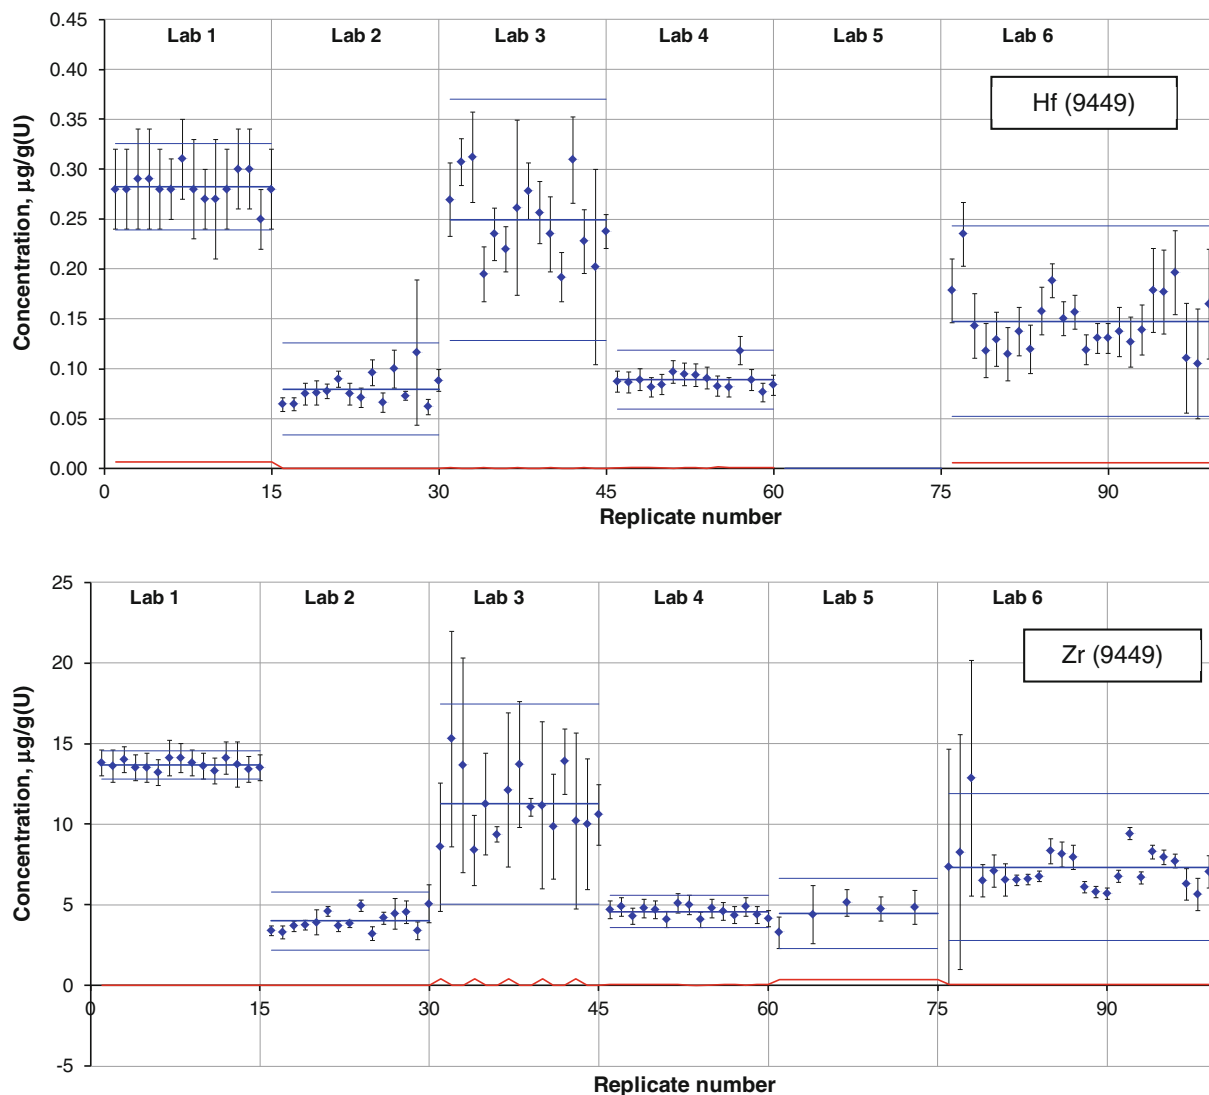 Lab 1 Lab 2 Lab 3 Lab 4 Lab 5 Lab 6
Hf (9449)
Concentration, µg/g(U)
0.45
0.40
0.35
0.30
0.25
0.20
0.15
0.10
0.05
0.00
0 15 30 45 60 75 90
Replicate number
Lab 1 Lab 2 Lab 3 Lab 4 Lab 5 Lab 6
Zr (9449)
Concentration, µg/g(U)
25
20
15
10
5
0
-5
0 15 30 45 60 75 90
Replicate number